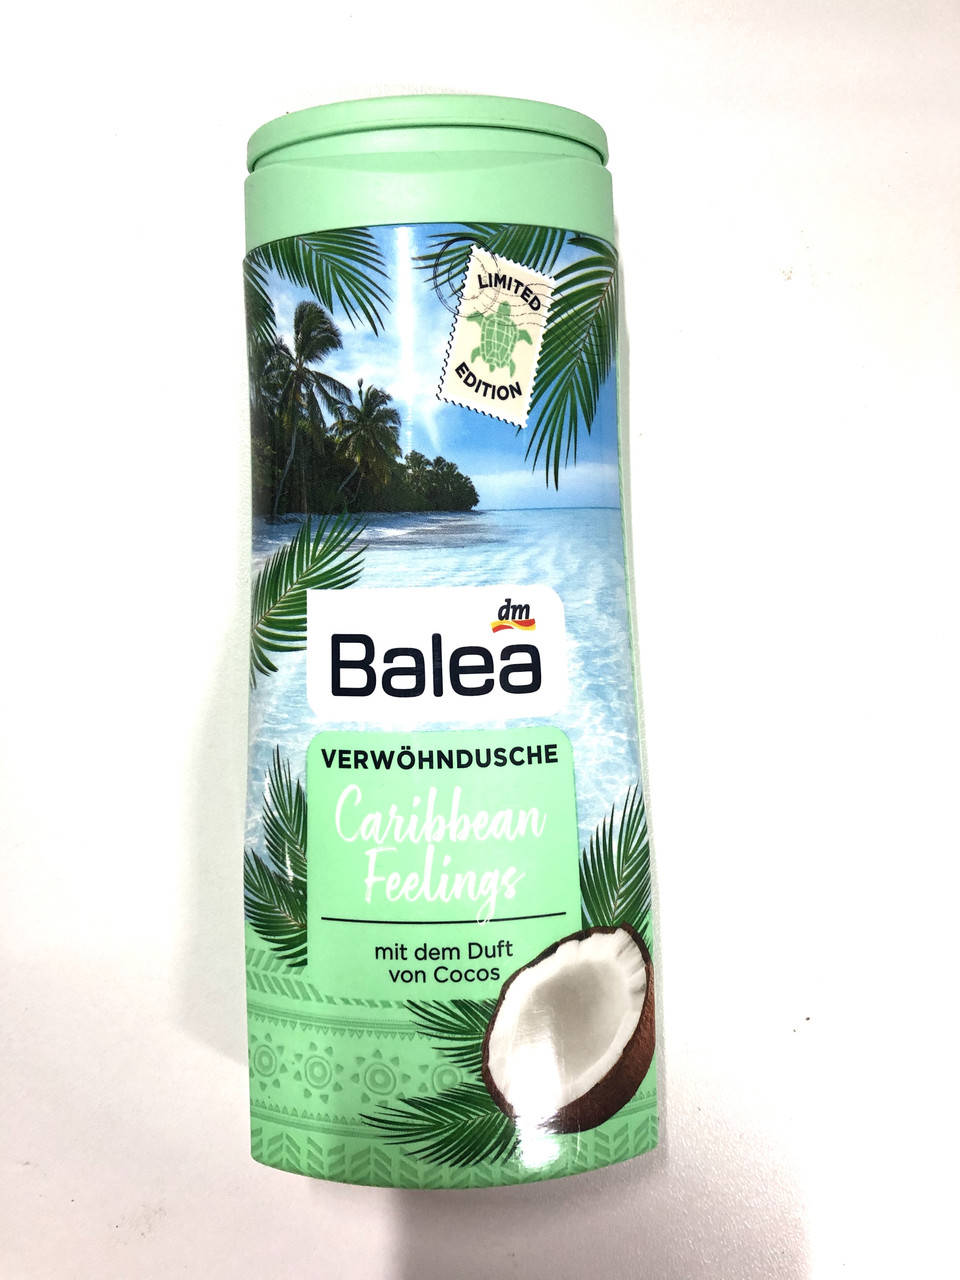 LIMITED
EDITION
dm
Balea
VERWÖHNDUSCHE
Caribbean
Feelings
mit dem Duft
von Cocos